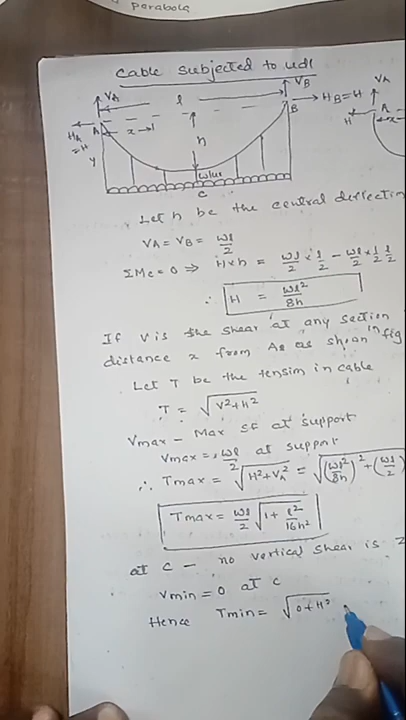 parabola
Cable subjected to udl
VA
l
VB
HB=H
VA
HA
=H
A
x
B
H
A
x
y
h
w/unit
C
Let h be the central deflection
VA = VB = wl/2
ΣMc=0 ⇒ H×h = wl/2 × l/2 − wl/2 × 1/2 l/2
∴ H = wl²/8h
If V is the shear at any section
distance x from A as shown in fig
Let T be the tension in cable
T = √V²+H²
Vmax – Max SF at support
Vmax = wl/2 at support
∴ Tmax = √H²+VA² = √(wl²/8h)² + (wl/2)
Tmax = wl/2 √1 + l²/16h²
at C – no vertical shear is
Vmin = 0 at C
Hence Tmin = √0+H²